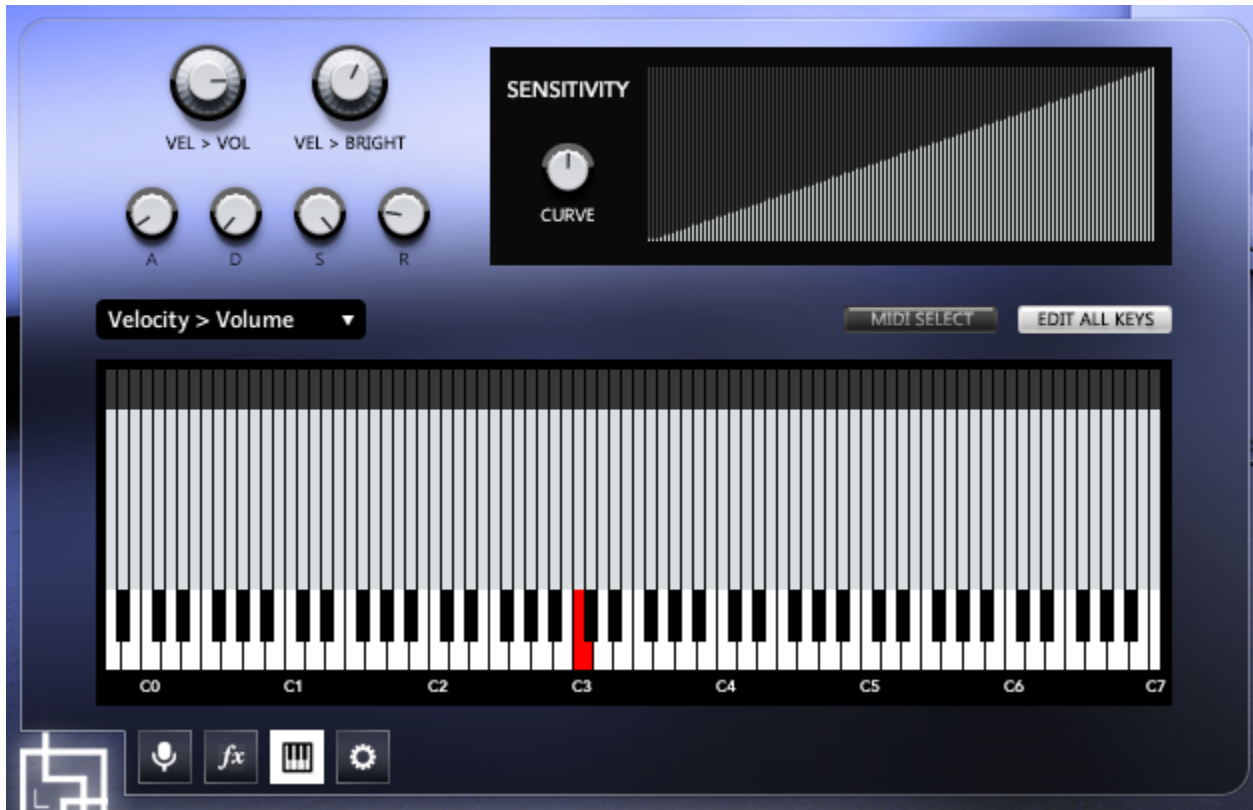 SENSITIVITY
VEL > VOL VEL > BRIGHT
CURVE
A D S R
Velocity > Volume
MIDI SELECT EDIT ALL KEYS
C0 C1 C2 C3 C4 C5 C6 C7
fx